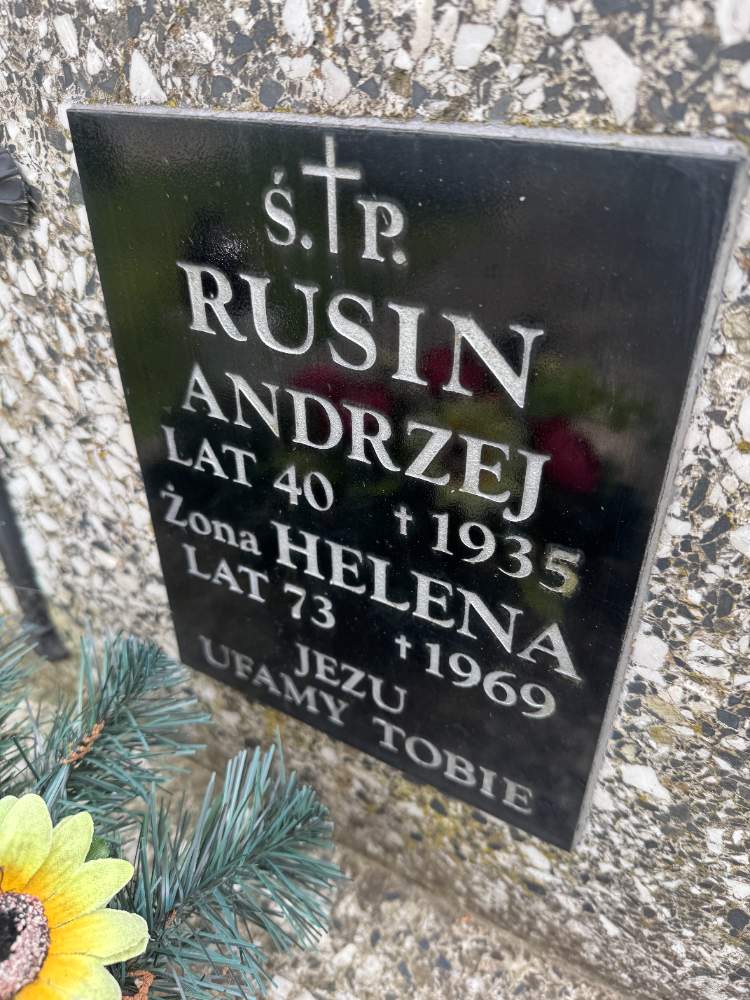 Ś. P.
RUSIN
ANDRZEJ
LAT 40 † 1935
Żona HELENA
LAT 73 † 1969
JEZU
UFAMY TOBIE